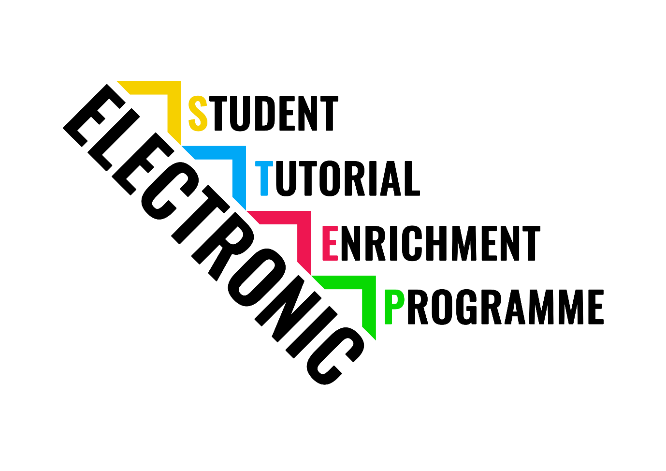 ELECTRONIC
STUDENT
TUTORIAL
ENRICHMENT
PROGRAMME